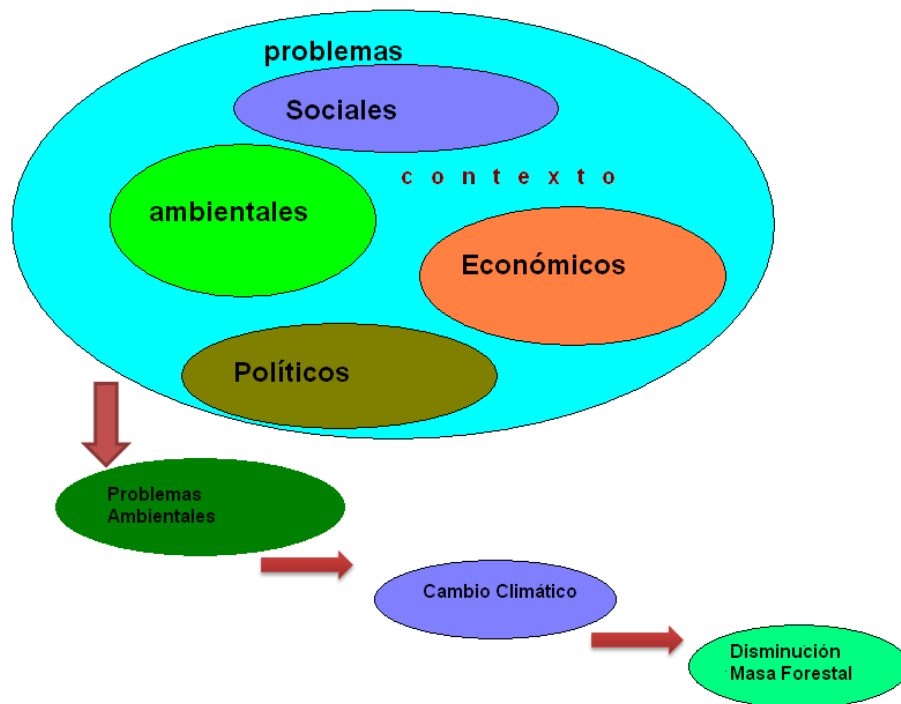 problemas
Sociales
c o n t e x t o
ambientales
Económicos
Políticos
Problemas
Ambientales
Cambio Climático
Disminución
Masa Forestal